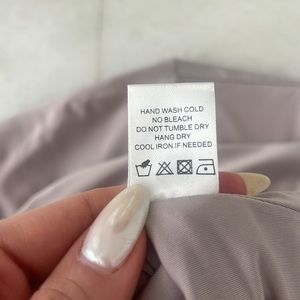 HAND WASH COLD
NO BLEACH
DO NOT TUMBLE DRY
HANG DRY
COOL IRON IF NEEDED